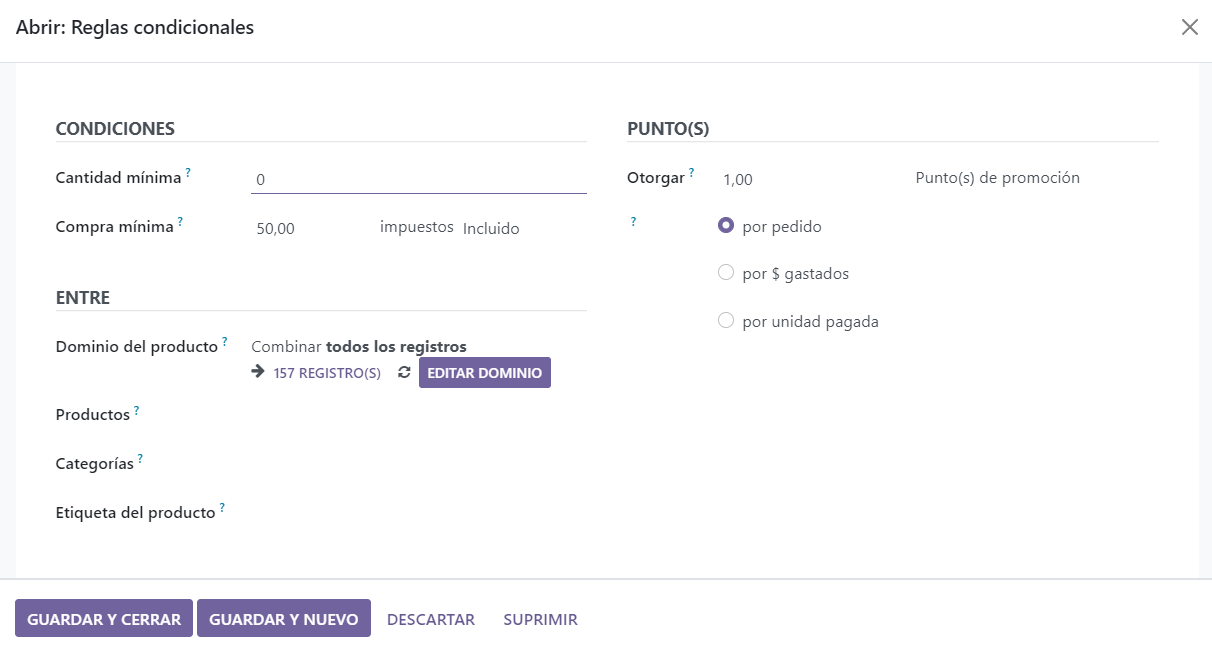 Abrir: Reglas condicionales
CONDICIONES
Cantidad mínima ? 0
Compra mínima ? 50,00 impuestos Incluido
ENTRE
Dominio del producto ? Combinar todos los registros
157 REGISTRO(S) EDITAR DOMINIO
Productos ?
Categorías ?
Etiqueta del producto ?
PUNTO(S)
Otorgar ? 1,00 Punto(s) de promoción
? por pedido
por $ gastados
por unidad pagada
GUARDAR Y CERRAR GUARDAR Y NUEVO DESCARTAR SUPRIMIR